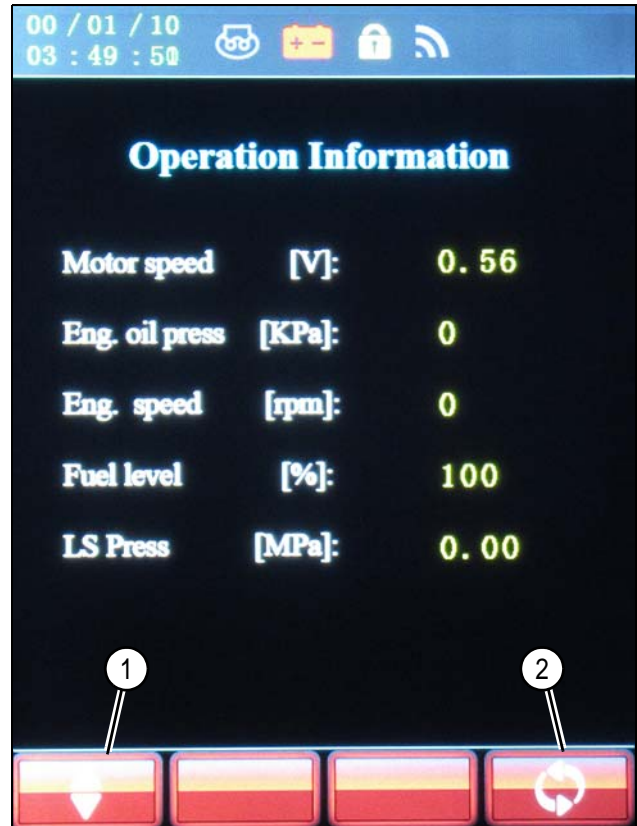 00 / 01 / 10
03 : 49 : 50
Operation Information
Motor speed [V]: 0.56
Eng. oil press [KPa]: 0
Eng. speed [rpm]: 0
Fuel level [%]: 100
LS Press [MPa]: 0.00
1 2